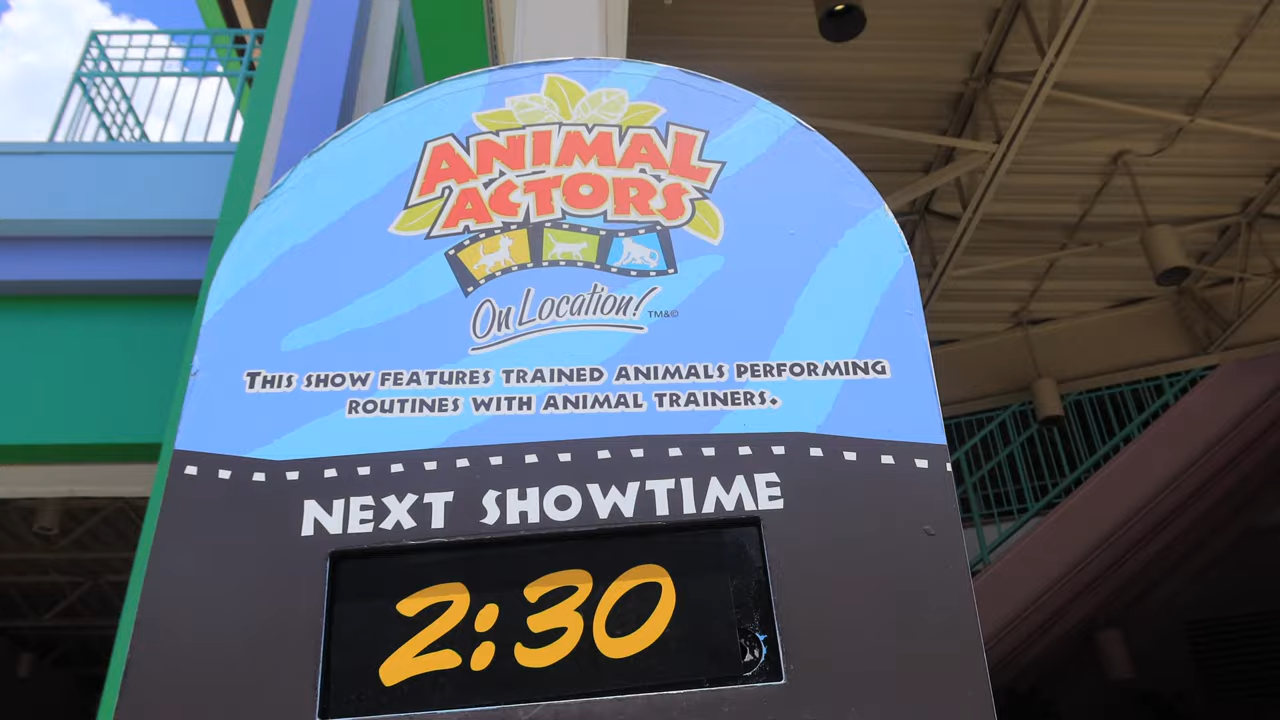 ANIMAL
ACTORS
On Location! TM&©
THIS SHOW FEATURES TRAINED ANIMALS PERFORMING
ROUTINES WITH ANIMAL TRAINERS.
NEXT SHOWTIME
2:30